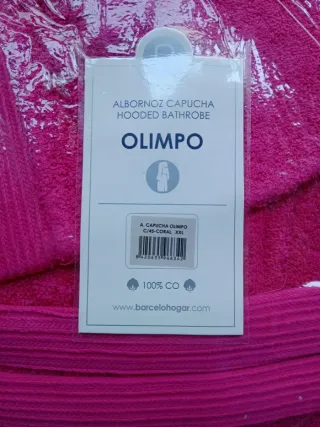 ALBORNOZ CAPUCHA
HOODED BATHROBE
OLIMPO
A. CAPUCHA OLIMPO
C/45-CORAL XXL
100% CO
www.barcelohogar.com